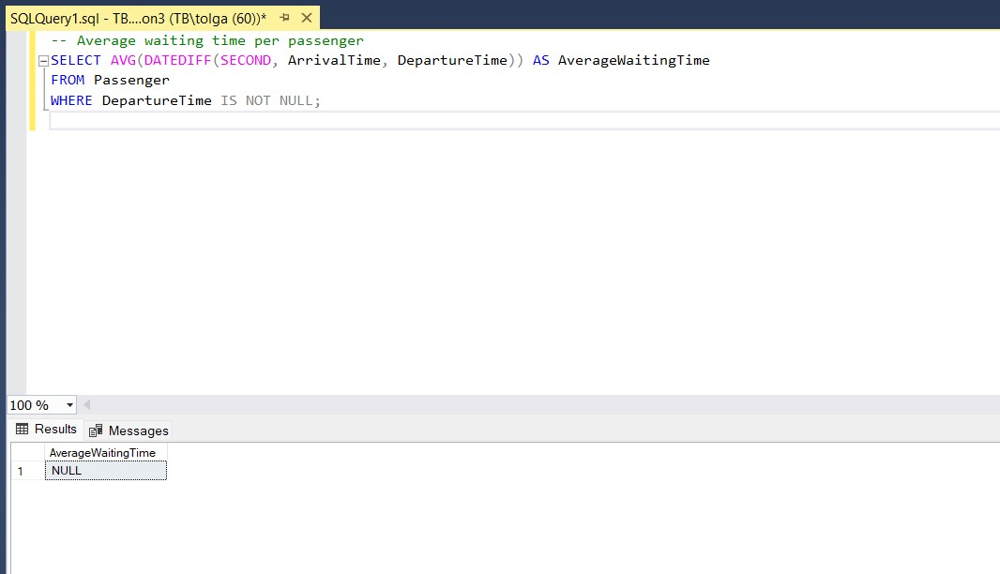 SQLQuery1.sql - TB....on3 (TB\tolga (60))*
-- Average waiting time per passenger
SELECT AVG(DATEDIFF(SECOND, ArrivalTime, DepartureTime)) AS AverageWaitingTime
FROM Passenger
WHERE DepartureTime IS NOT NULL;
100 %
Results Messages
AverageWaitingTime
1 NULL